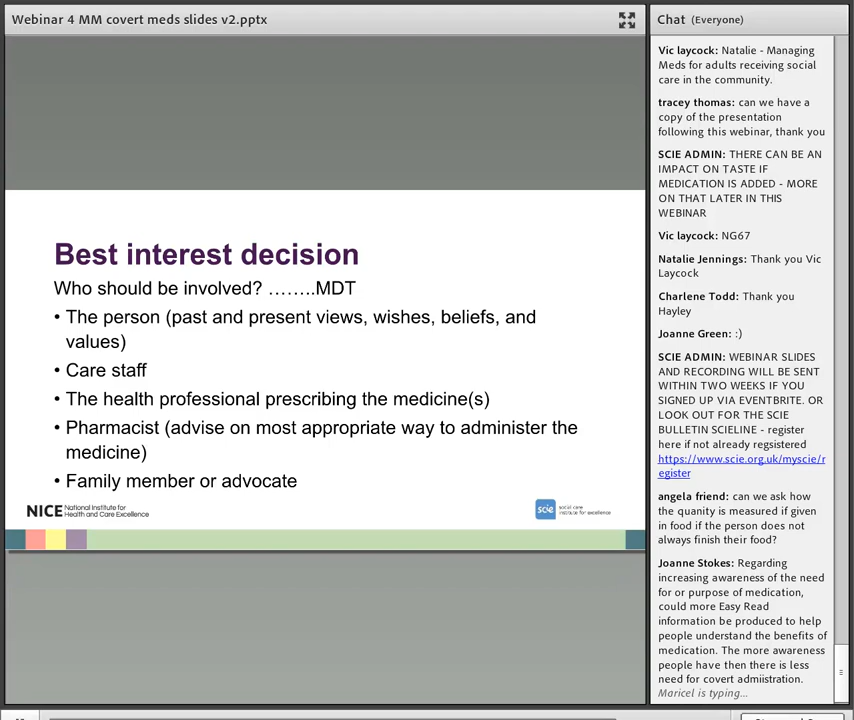 Webinar 4 MM covert meds slides v2.pptx
Best interest decision
Who should be involved? ........MDT
• The person (past and present views, wishes, beliefs, and
values)
• Care staff
• The health professional prescribing the medicine(s)
• Pharmacist (advise on most appropriate way to administer the
medicine)
• Family member or advocate
NICE National Institute for
Health and Care Excellence
scie social care
institute for excellence
Chat (Everyone)
Vic laycock: Natalie - Managing
Meds for adults receiving social
care in the community.
tracey thomas: can we have a
copy of the presentation
following this webinar, thank you
SCIE ADMIN: THERE CAN BE AN
IMPACT ON TASTE IF
MEDICATION IS ADDED - MORE
ON THAT LATER IN THIS
WEBINAR
Vic laycock: NG67
Natalie Jennings: Thank you Vic
Laycock
Charlene Todd: Thank you
Hayley
Joanne Green: :)
SCIE ADMIN: WEBINAR SLIDES
AND RECORDING WILL BE SENT
WITHIN TWO WEEKS IF YOU
SIGNED UP VIA EVENTBRITE. OR
LOOK OUT FOR THE SCIE
BULLETIN SCIELINE - register
here if not already regsistered
https://www.scie.org.uk/myscie/r
egister
angela friend: can we ask how
the quanity is measured if given
in food if the person does not
always finish their food?
Joanne Stokes: Regarding
increasing awareness of the need
for or purpose of medication,
could more Easy Read
information be produced to help
people understand the benefits of
medication. The more awareness
people have then there is less
need for covert admiistration.
Maricel is typing...